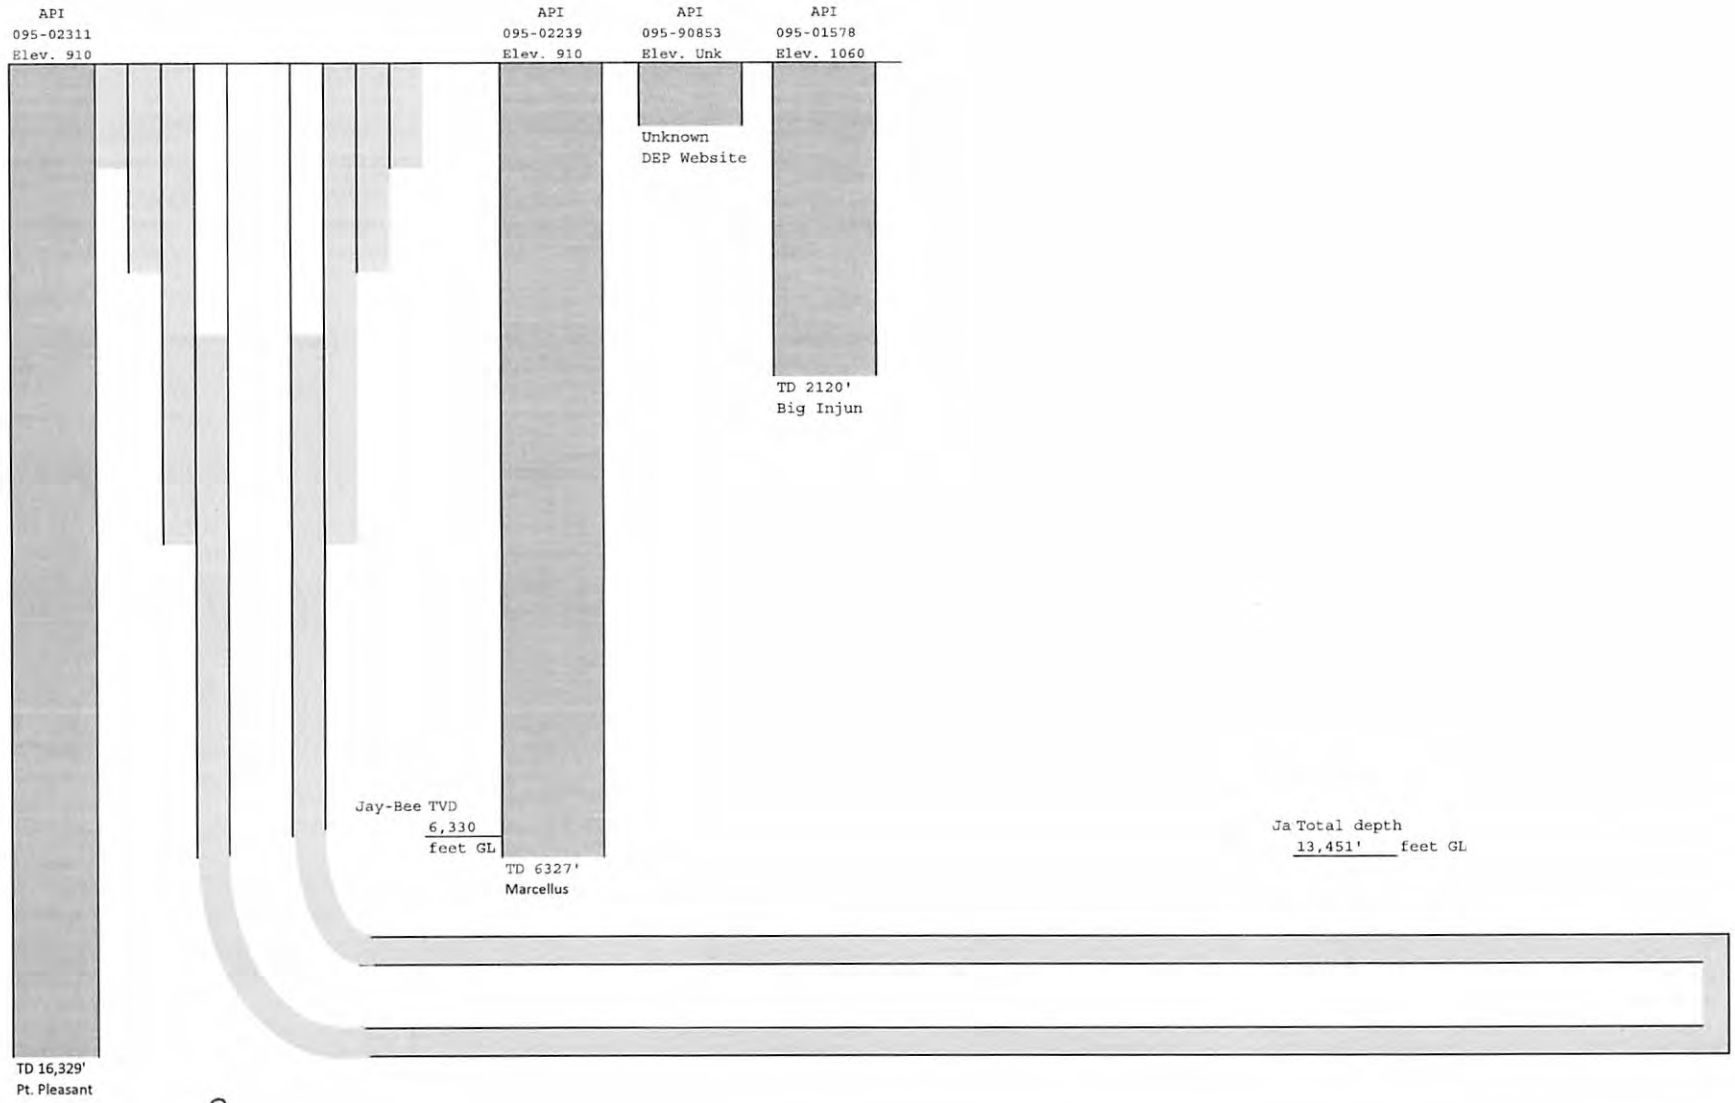 API
095-02311
Elev. 910
API
095-02239
Elev. 910
API
095-90853
Elev. Unk
API
095-01578
Elev. 1060
Unknown
DEP Website
TD 2120'
Big Injun
Jay-Bee TVD
6,330
feet GL
TD 6327'
Marcellus
Ja Total depth
13,451' feet GL
TD 16,329'
Pt. Pleasant